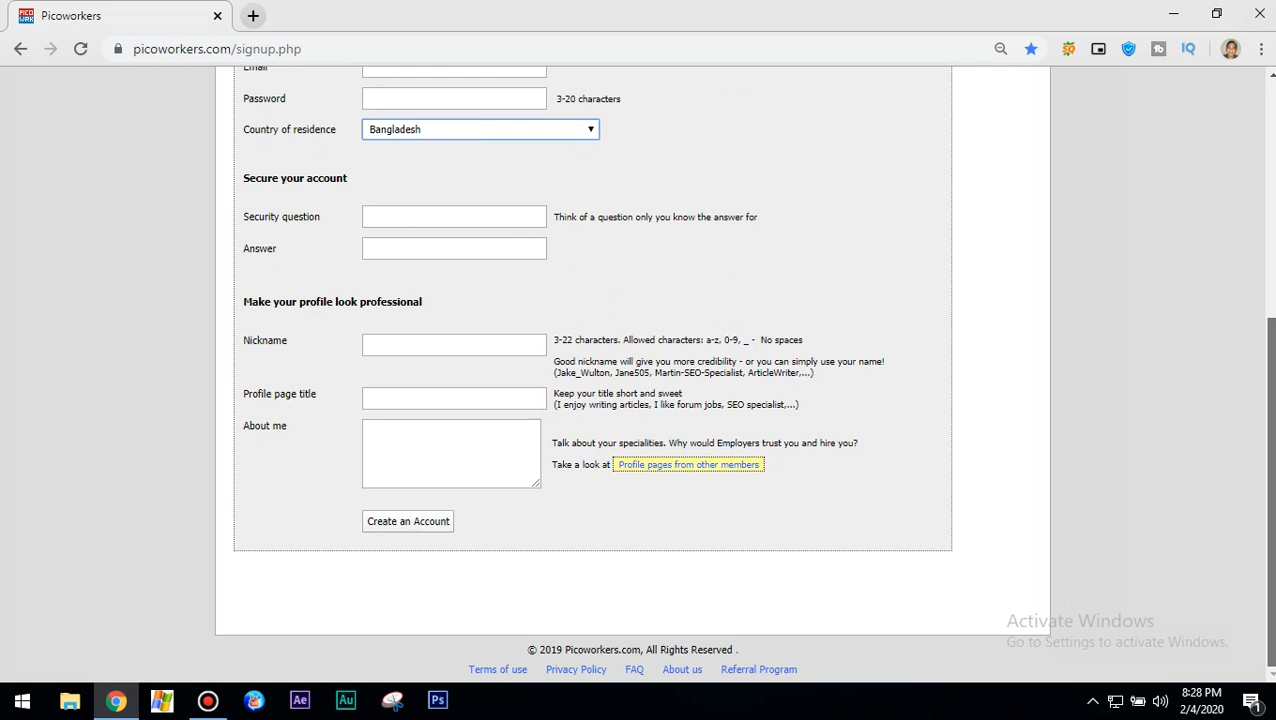 Picoworkers
picoworkers.com/signup.php
Email
Password
3-20 characters
Country of residence
Bangladesh
Secure your account
Security question
Think of a question only you know the answer for
Answer
Make your profile look professional
Nickname
3-22 characters. Allowed characters: a-z, 0-9, _ - No spaces
Good nickname will give you more credibility - or you can simply use your name!
(Jake_Wulton, Jane505, Martin-SEO-Specialist, ArticleWriter,...)
Profile page title
Keep your title short and sweet
(I enjoy writing articles, I like forum jobs, SEO specialist,...)
About me
Talk about your specialities. Why would Employers trust you and hire you?
Take a look at Profile pages from other members
Create an Account
Activate Windows
Go to Settings to activate Windows.
© 2019 Picoworkers.com, All Rights Reserved .
Terms of use Privacy Policy FAQ About us Referral Program
Ae Au Ps
8:28 PM
2/4/2020